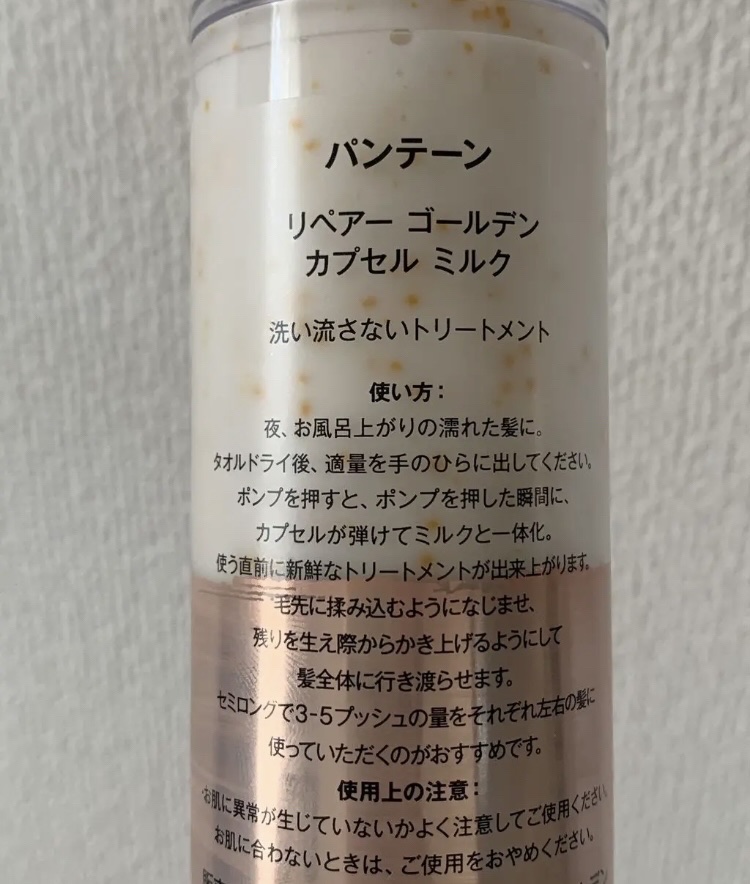 パンテーン
リペアー ゴールデン
カプセル ミルク
洗い流さないトリートメント
使い方：
夜、お風呂上がりの濡れた髪に。
タオルドライ後、適量を手のひらに出してください。
ポンプを押すと、ポンプを押した瞬間に、
カプセルが弾けてミルクと一体化。
使う直前に新鮮なトリートメントが出来上がります。
毛先に揉み込むようになじませ、
残りを生え際からかき上げるようにして
髪全体に行き渡らせます。
セミロングで3-5プッシュの量をそれぞれ左右の髪に
使っていただくのがおすすめです。
使用上の注意：
・お肌に異常が生じていないかよく注意してご使用ください。
お肌に合わないときは、ご使用をおやめください。